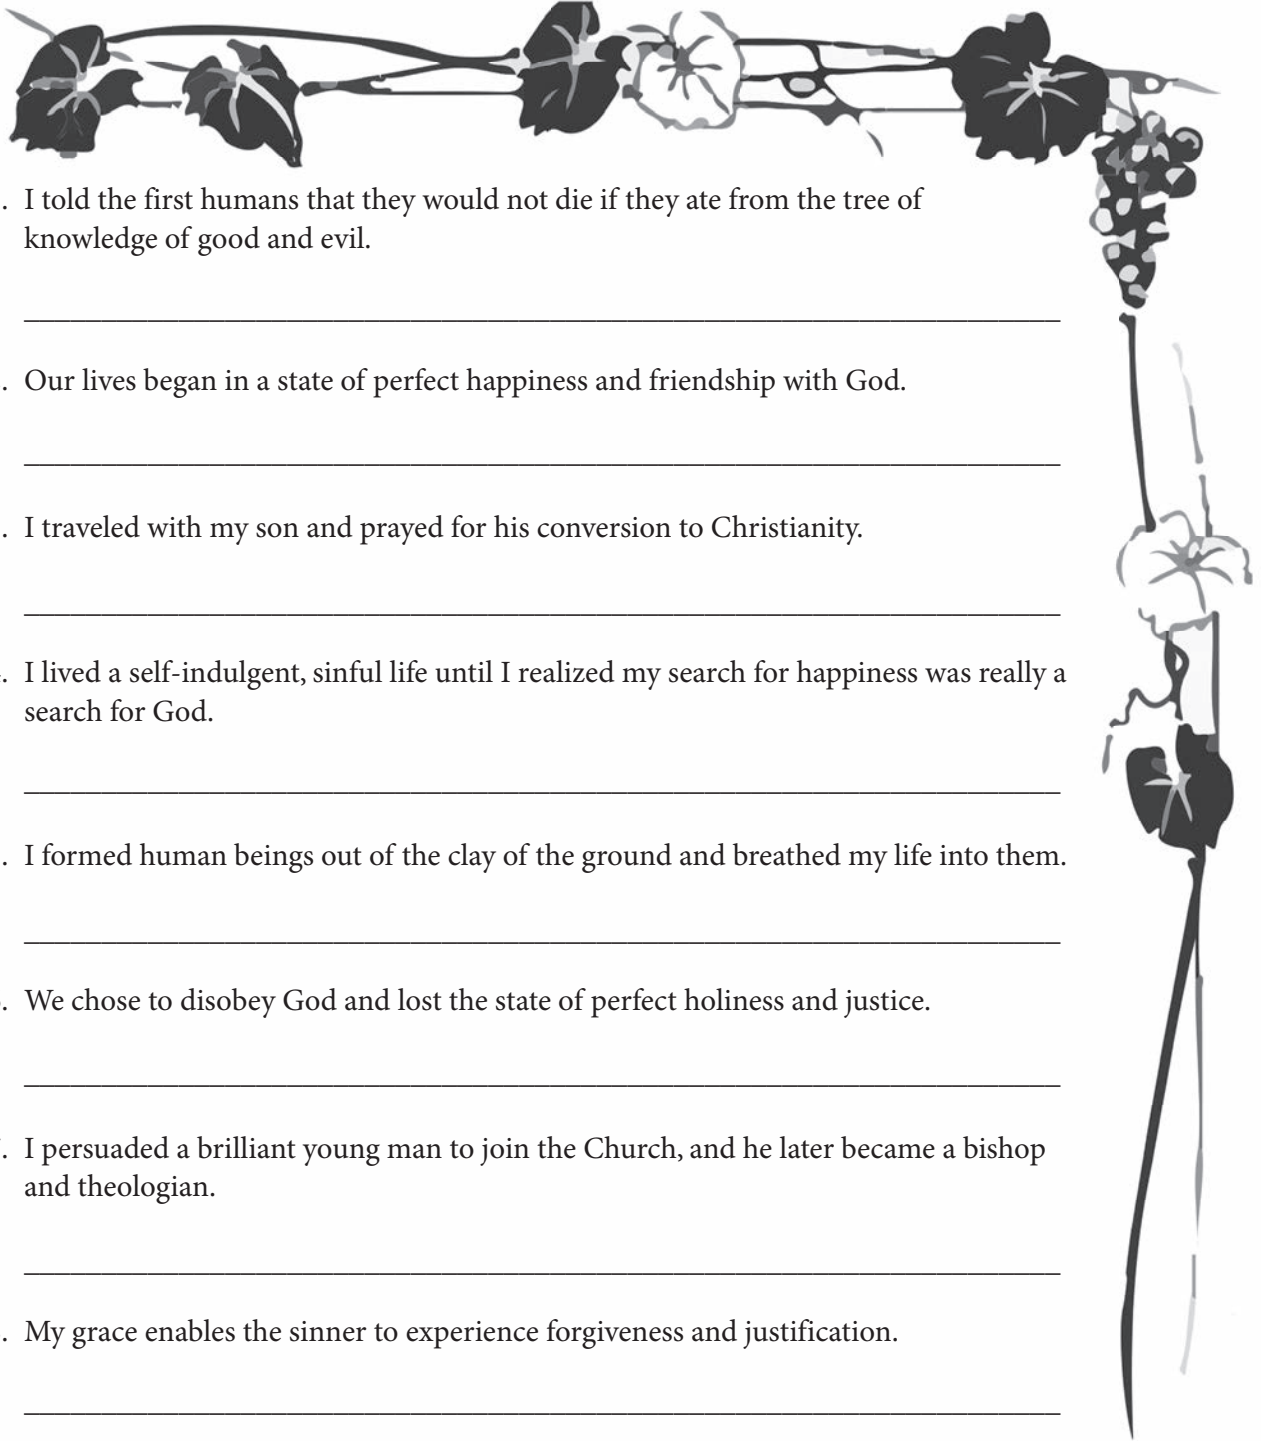 . I told the first humans that they would not die if they ate from the tree of
knowledge of good and evil.
. Our lives began in a state of perfect happiness and friendship with God.
. I traveled with my son and prayed for his conversion to Christianity.
. I lived a self-indulgent, sinful life until I realized my search for happiness was really a
search for God.
. I formed human beings out of the clay of the ground and breathed my life into them.
. We chose to disobey God and lost the state of perfect holiness and justice.
. I persuaded a brilliant young man to join the Church, and he later became a bishop
and theologian.
. My grace enables the sinner to experience forgiveness and justification.